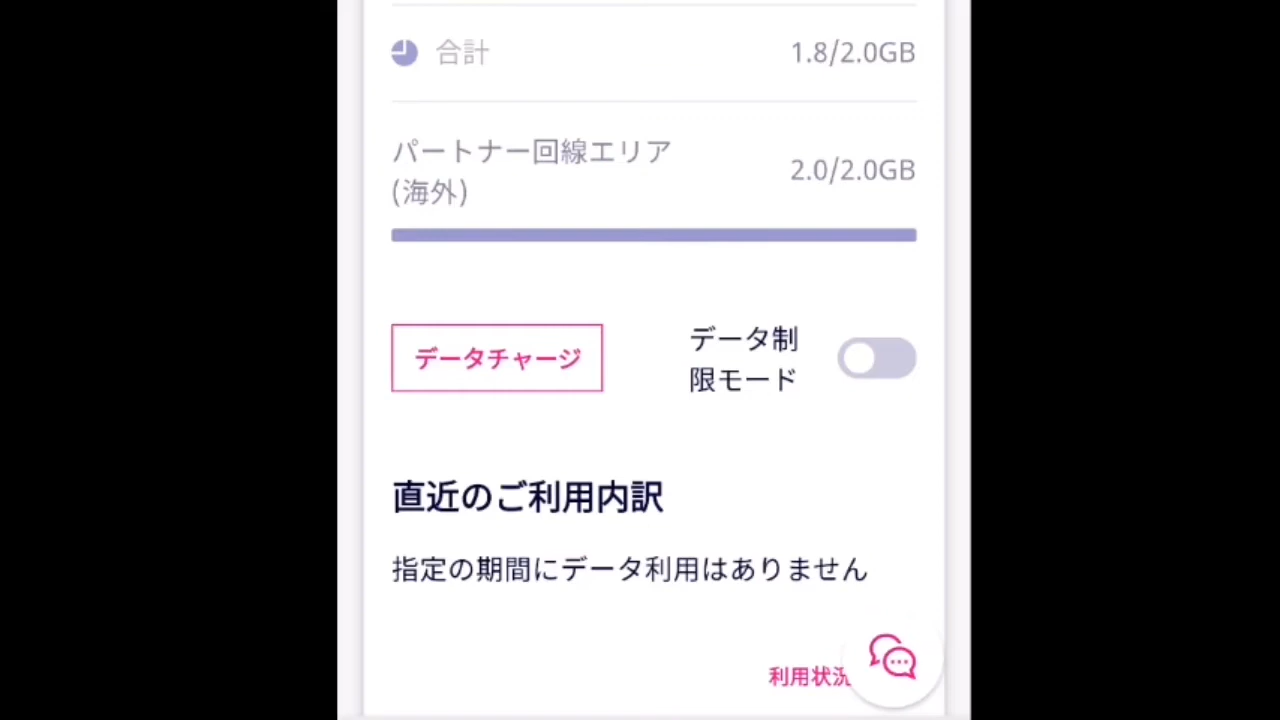 合計 1.8/2.0GB
パートナー回線エリア
(海外) 2.0/2.0GB
データチャージ
データ制
限モード
直近のご利用内訳
指定の期間にデータ利用はありません
利用状況